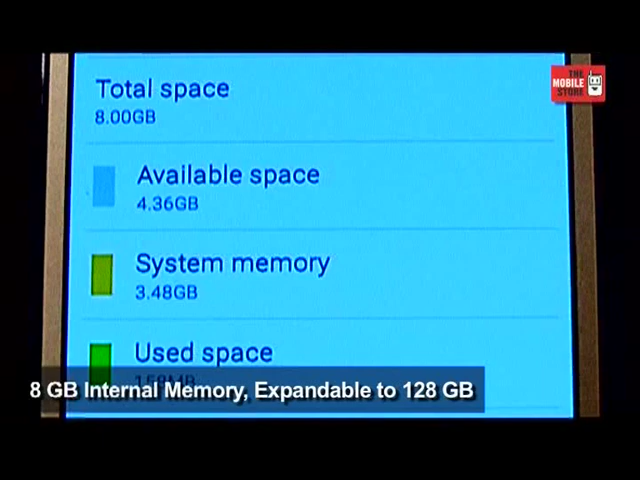 Total space
8.00GB
THE
MOBILE
STORE
Available space
4.36GB
System memory
3.48GB
Used space
8 GB Internal Memory, Expandable to 128 GB